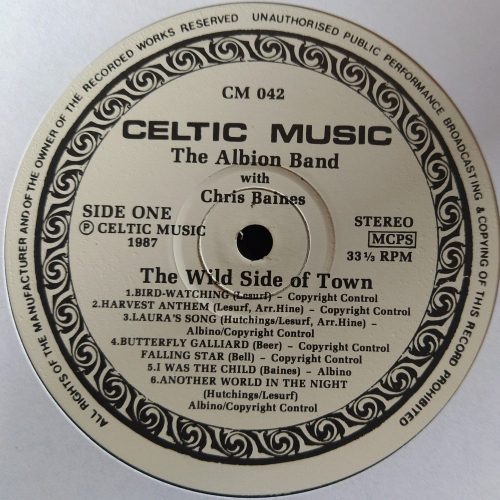 ALL RIGHTS OF THE MANUFACTURER AND/OF THE OWNER OF THE RECORDED WORKS RESERVED UNAUTHORISED PUBLIC PERFORMANCE BROADCASTING & COPYING OF THIS RECORD PROHIBITED
CM 042
CELTIC MUSIC
The Albion Band
with
Chris Baines
SIDE ONE
Ⓟ CELTIC MUSIC
1987
STEREO
MCPS
33⅓ RPM
The Wild Side of Town
1.BIRD-WATCHING (Lesurf) - Copyright Control
2.HARVEST ANTHEM (Lesurf, Arr.Hine) - Copyright Control
3.LAURA'S SONG (Hutchings/Lesurf, Arr.Hine) -
Albino/Copyright Control
4.BUTTERFLY GALLIARD (Beer) - Copyright Control
FALLING STAR (Bell) - Copyright Control
5.I WAS THE CHILD (Baines) - Albino
6.ANOTHER WORLD IN THE NIGHT
(Hutchings/Lesurf)
Albino/Copyright Control